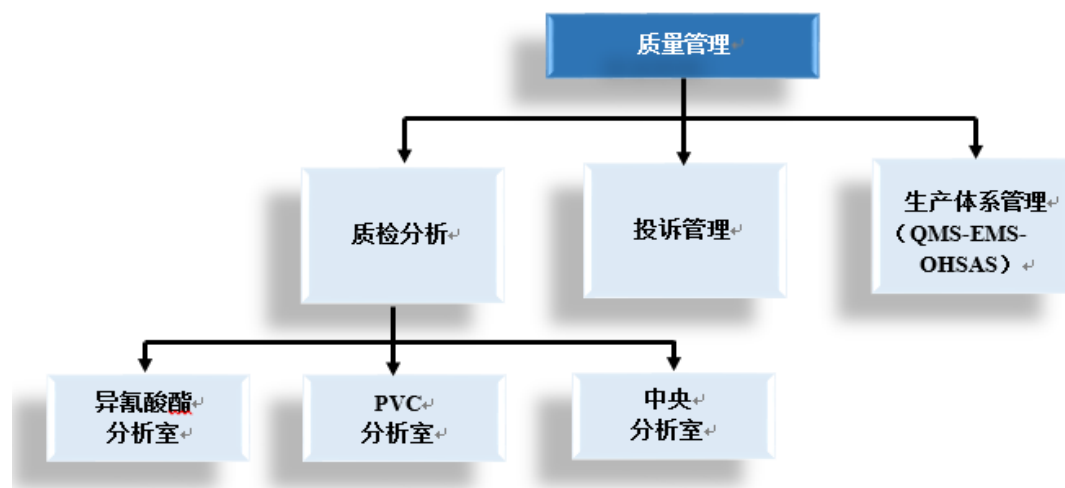 质量管理
质检分析
投诉管理
生产体系管理
（QMS-EMS-
OHSAS）
异氰酸酯
分析室
PVC
分析室
中央
分析室